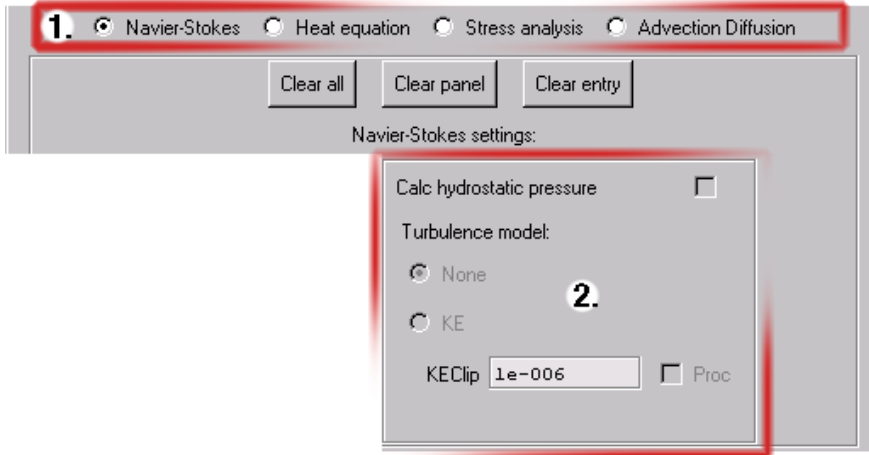 1. Navier-Stokes Heat equation Stress analysis Advection Diffusion
Clear all Clear panel Clear entry
Navier-Stokes settings:
Calc hydrostatic pressure
Turbulence model:
None
2.
KE
KEClip 1e-006 Proc